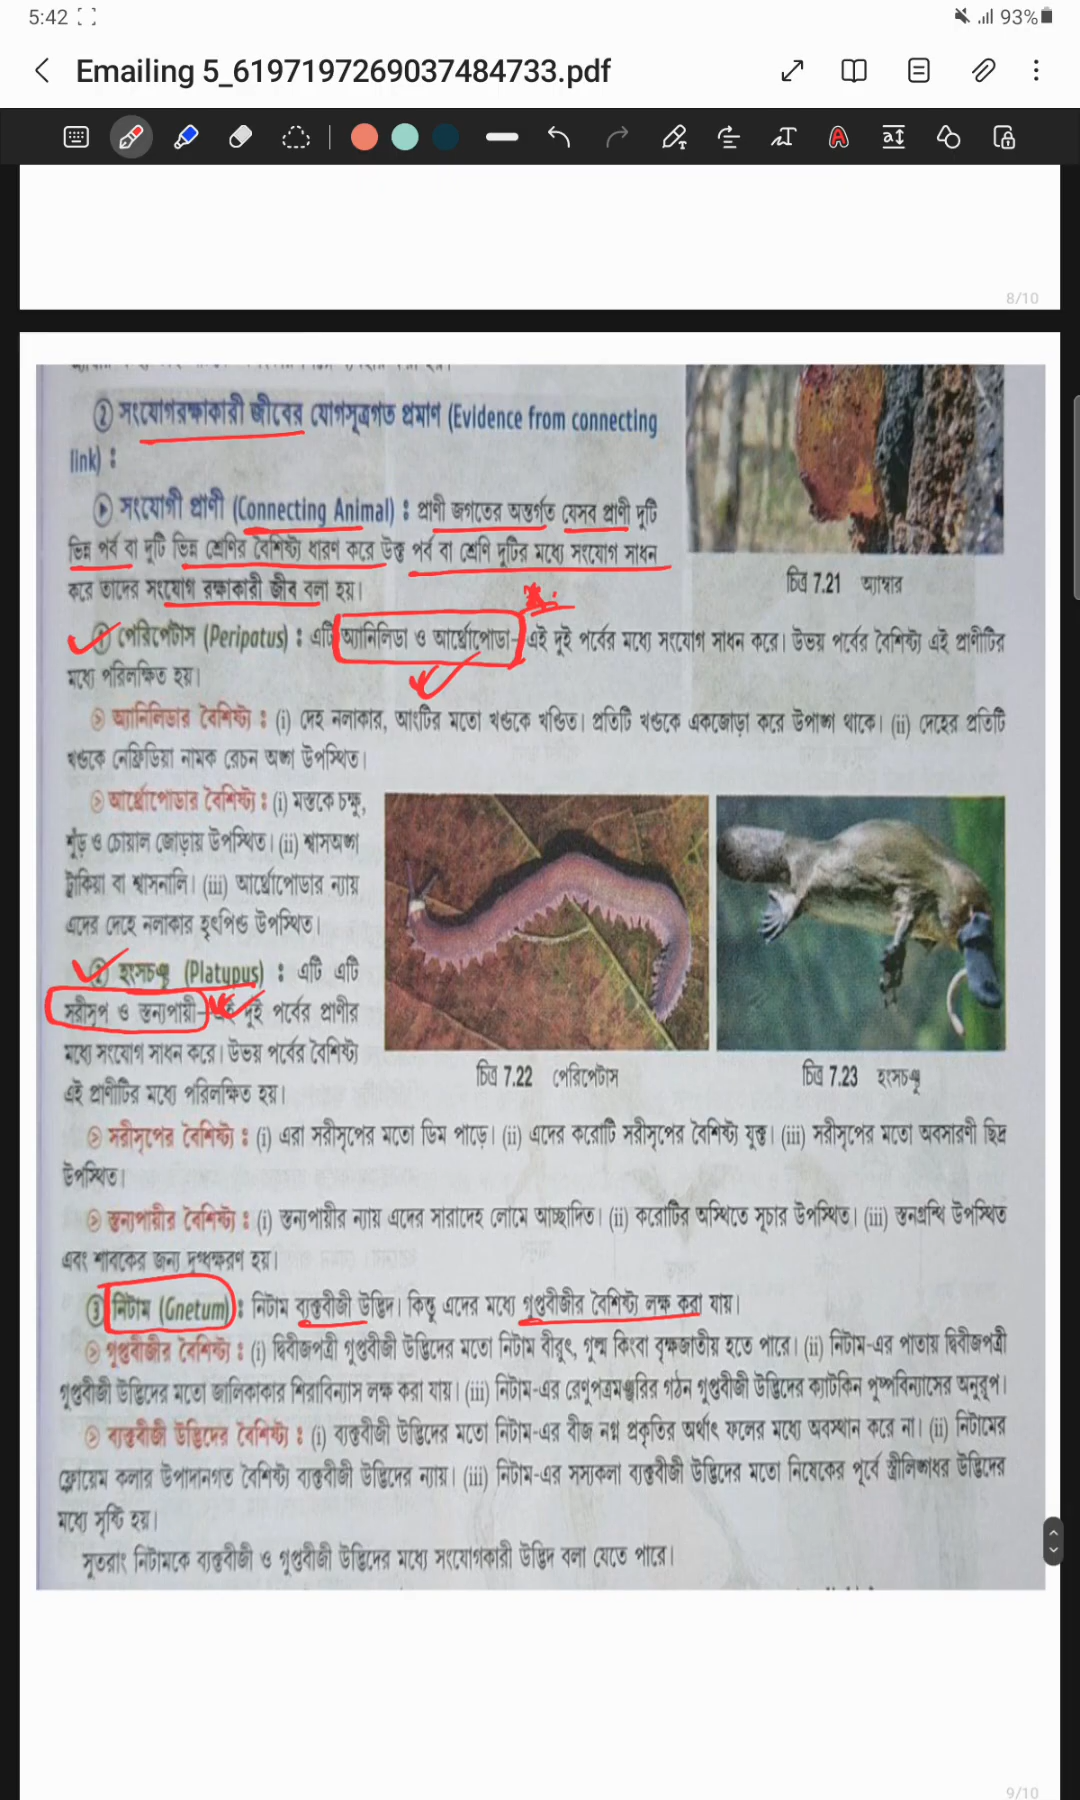 5:42
93%
Emailing 5_6197197269037484733.pdf
8/10
② সংযোগরক্ষাকারী জীবের যোগসূত্রগত প্রমাণ (Evidence from connecting
link) :
সংযোগী প্রাণী (Connecting Animal) : প্রাণী জগতের অন্তর্গত যেসব প্রাণী দুটি
ভিন্ন পর্ব বা দুটি ভিন্ন শ্রেণির বৈশিষ্ট্য ধারণ করে উক্ত পর্ব বা শ্রেণি দুটির মধ্যে সংযোগ সাধন
করে তাদের সংযোগ রক্ষাকারী জীব বলা হয়।
চিত্র 7.21 অ্যাম্বার
① পেরিপেটাস (Peripatus) : এটি অ্যানিলিডা ও আর্থ্রোপোডা- এই দুই পর্বের মধ্যে সংযোগ সাধন করে। উভয় পর্বের বৈশিষ্ট্য এই প্রাণীটির
মধ্যে পরিলক্ষিত হয়।
অ্যানিলিডার বৈশিষ্ট্য : (i) দেহ নলাকার, আংটির মতো খণ্ডকে খণ্ডিত। প্রতিটি খণ্ডকে একজোড়া করে উপাঙ্গ থাকে। (ii) দেহের প্রতিটি
খণ্ডকে নেফ্রিডিয়া নামক রেচন অঙ্গ উপস্থিত।
আর্থ্রোপোডার বৈশিষ্ট্য : (i) মস্তকে চক্ষু,
শুঁড় ও চোয়াল জোড়ায় উপস্থিত। (ii) শ্বাসঅঙ্গ
ট্রাকিয়া বা শ্বাসনালি। (iii) আর্থ্রোপোডার ন্যায়
এদের দেহে নলাকার হৃৎপিণ্ড উপস্থিত।
② হংসচঞ্চু (Platypus) : এটি এটি
সরীসৃপ ও স্তন্যপায়ী- এই দুই পর্বের প্রাণীর
মধ্যে সংযোগ সাধন করে। উভয় পর্বের বৈশিষ্ট্য
এই প্রাণীটির মধ্যে পরিলক্ষিত হয়।
চিত্র 7.22 পেরিপেটাস
চিত্র 7.23 হংসচঞ্চু
সরীসৃপের বৈশিষ্ট্য : (i) এরা সরীসৃপের মতো ডিম পাড়ে। (ii) এদের করোটি সরীসৃপের বৈশিষ্ট্য যুক্ত। (iii) সরীসৃপের মতো অবসারণী ছিদ্র
উপস্থিত।
স্তন্যপায়ীর বৈশিষ্ট্য : (i) স্তন্যপায়ীর ন্যায় এদের সারাদেহ লোমে আচ্ছাদিত। (ii) করোটির অস্থিতে সূচার উপস্থিত। (iii) স্তনগ্রন্থি উপস্থিত
এবং শাবকের জন্য দুগ্ধক্ষরণ হয়।
③ নিটাম (Gnetum) : নিটাম ব্যক্তবীজী উদ্ভিদ। কিন্তু এদের মধ্যে গুপ্তবীজীর বৈশিষ্ট্য লক্ষ করা যায়।
গুপ্তবীজীর বৈশিষ্ট্য : (i) দ্বিবীজপত্রী গুপ্তবীজী উদ্ভিদের মতো নিটাম বীরুৎ, গুল্ম কিংবা বৃক্ষজাতীয় হতে পারে। (ii) নিটাম-এর পাতায় দ্বিবীজপত্রী
গুপ্তবীজী উদ্ভিদের মতো জালিকাকার শিরাবিন্যাস লক্ষ করা যায়। (iii) নিটাম-এর রেণুপত্রমঞ্জরির গঠন গুপ্তবীজী উদ্ভিদের ক্যাটকিন পুষ্পবিন্যাসের অনুরূপ।
ব্যক্তবীজী উদ্ভিদের বৈশিষ্ট্য : (i) ব্যক্তবীজী উদ্ভিদের মতো নিটাম-এর বীজ নগ্ন প্রকৃতির অর্থাৎ ফলের মধ্যে অবস্থান করে না। (ii) নিটামের
ফ্লোয়েম কলার উপাদানগত বৈশিষ্ট্য ব্যক্তবীজী উদ্ভিদের ন্যায়। (iii) নিটাম-এর সস্যকলা ব্যক্তবীজী উদ্ভিদের মতো নিষেকের পূর্বে স্ত্রীলিঙ্গধর উদ্ভিদের
মধ্যে সৃষ্টি হয়।
সুতরাং নিটামকে ব্যক্তবীজী ও গুপ্তবীজী উদ্ভিদের মধ্যে সংযোগকারী উদ্ভিদ বলা যেতে পারে।
9/10